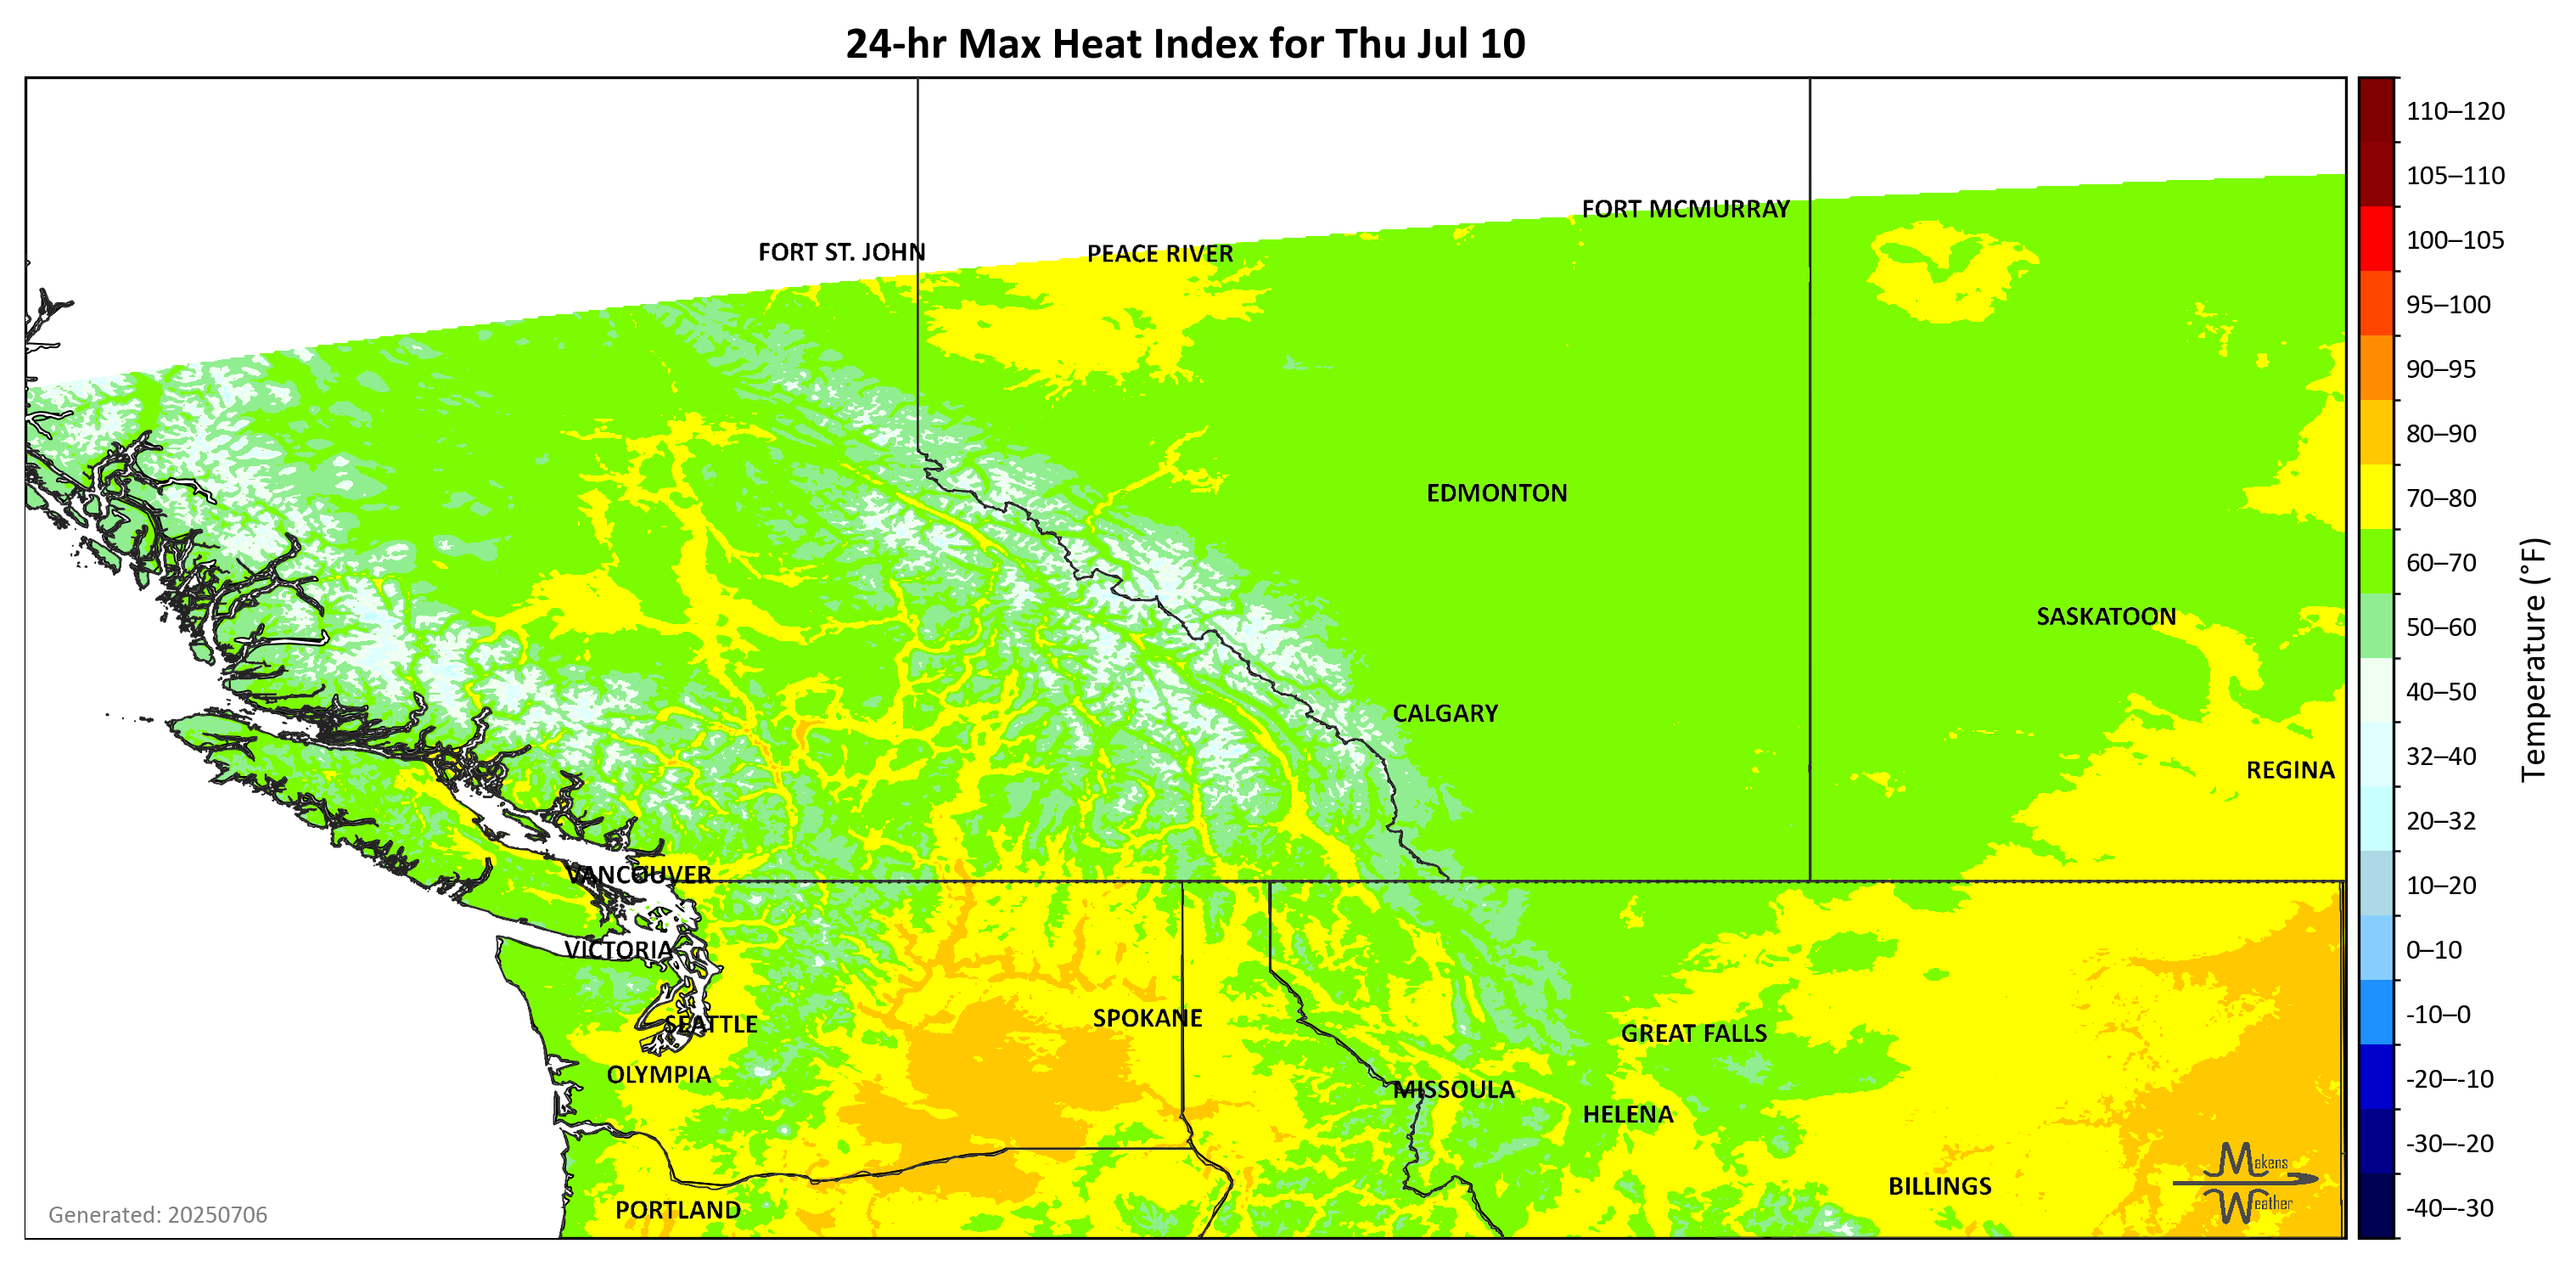 24-hr Max Heat Index for Thu Jul 10
110–120
105–110
100–105
95–100
90–95
80–90
70–80
60–70
50–60
40–50
32–40
20–32
10–20
0–10
-10–0
-20–-10
-30–-20
-40–-30
Temperature (°F)
FORT MCMURRAY
FORT ST. JOHN
PEACE RIVER
EDMONTON
SASKATOON
CALGARY
REGINA
VANCOUVER
VICTORIA
SEATTLE
SPOKANE
GREAT FALLS
OLYMPIA
MISSOULA
HELENA
BILLINGS
PORTLAND
Makens
Weather
Generated: 20250706